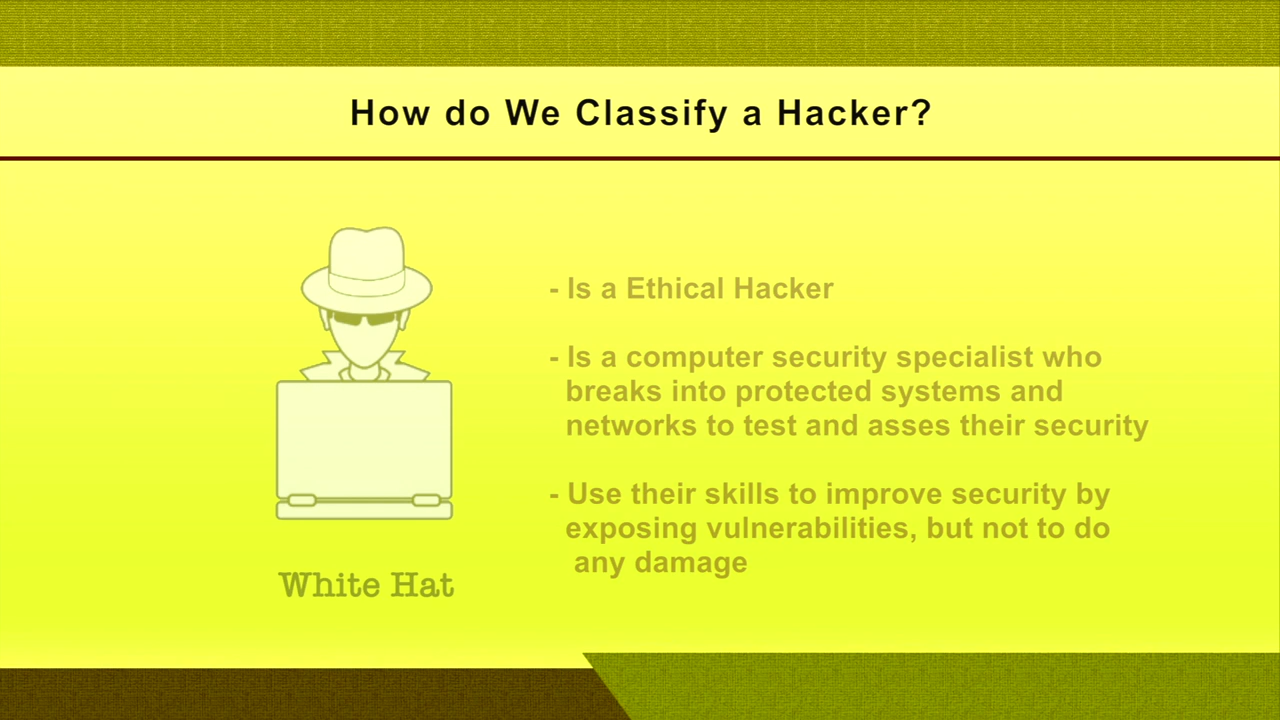 How do We Classify a Hacker?
- Is a Ethical Hacker
- Is a computer security specialist who
breaks into protected systems and
networks to test and asses their security
- Use their skills to improve security by
exposing vulnerabilities, but not to do
any damage
White Hat